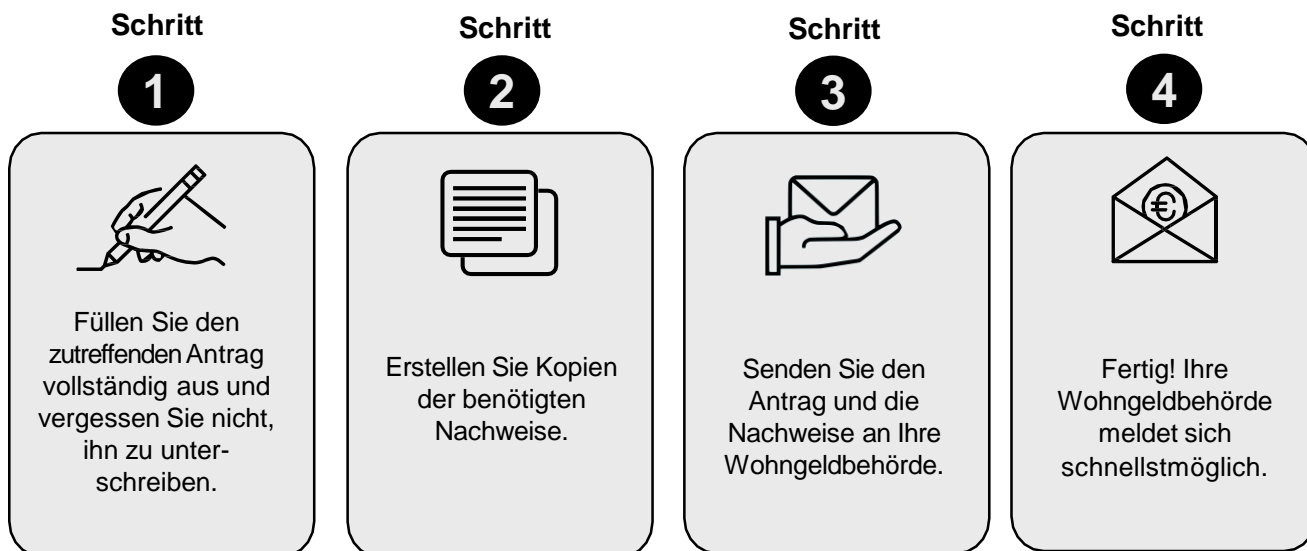 Schritt
1
Füllen Sie den
zutreffenden Antrag
vollständig aus und
vergessen Sie nicht,
ihn zu unter-
schreiben.
Schritt
2
Erstellen Sie Kopien
der benötigten
Nachweise.
Schritt
3
Senden Sie den
Antrag und die
Nachweise an Ihre
Wohngeldbehörde.
Schritt
4
€
Fertig! Ihre
Wohngeldbehörde
meldet sich
schnellstmöglich.